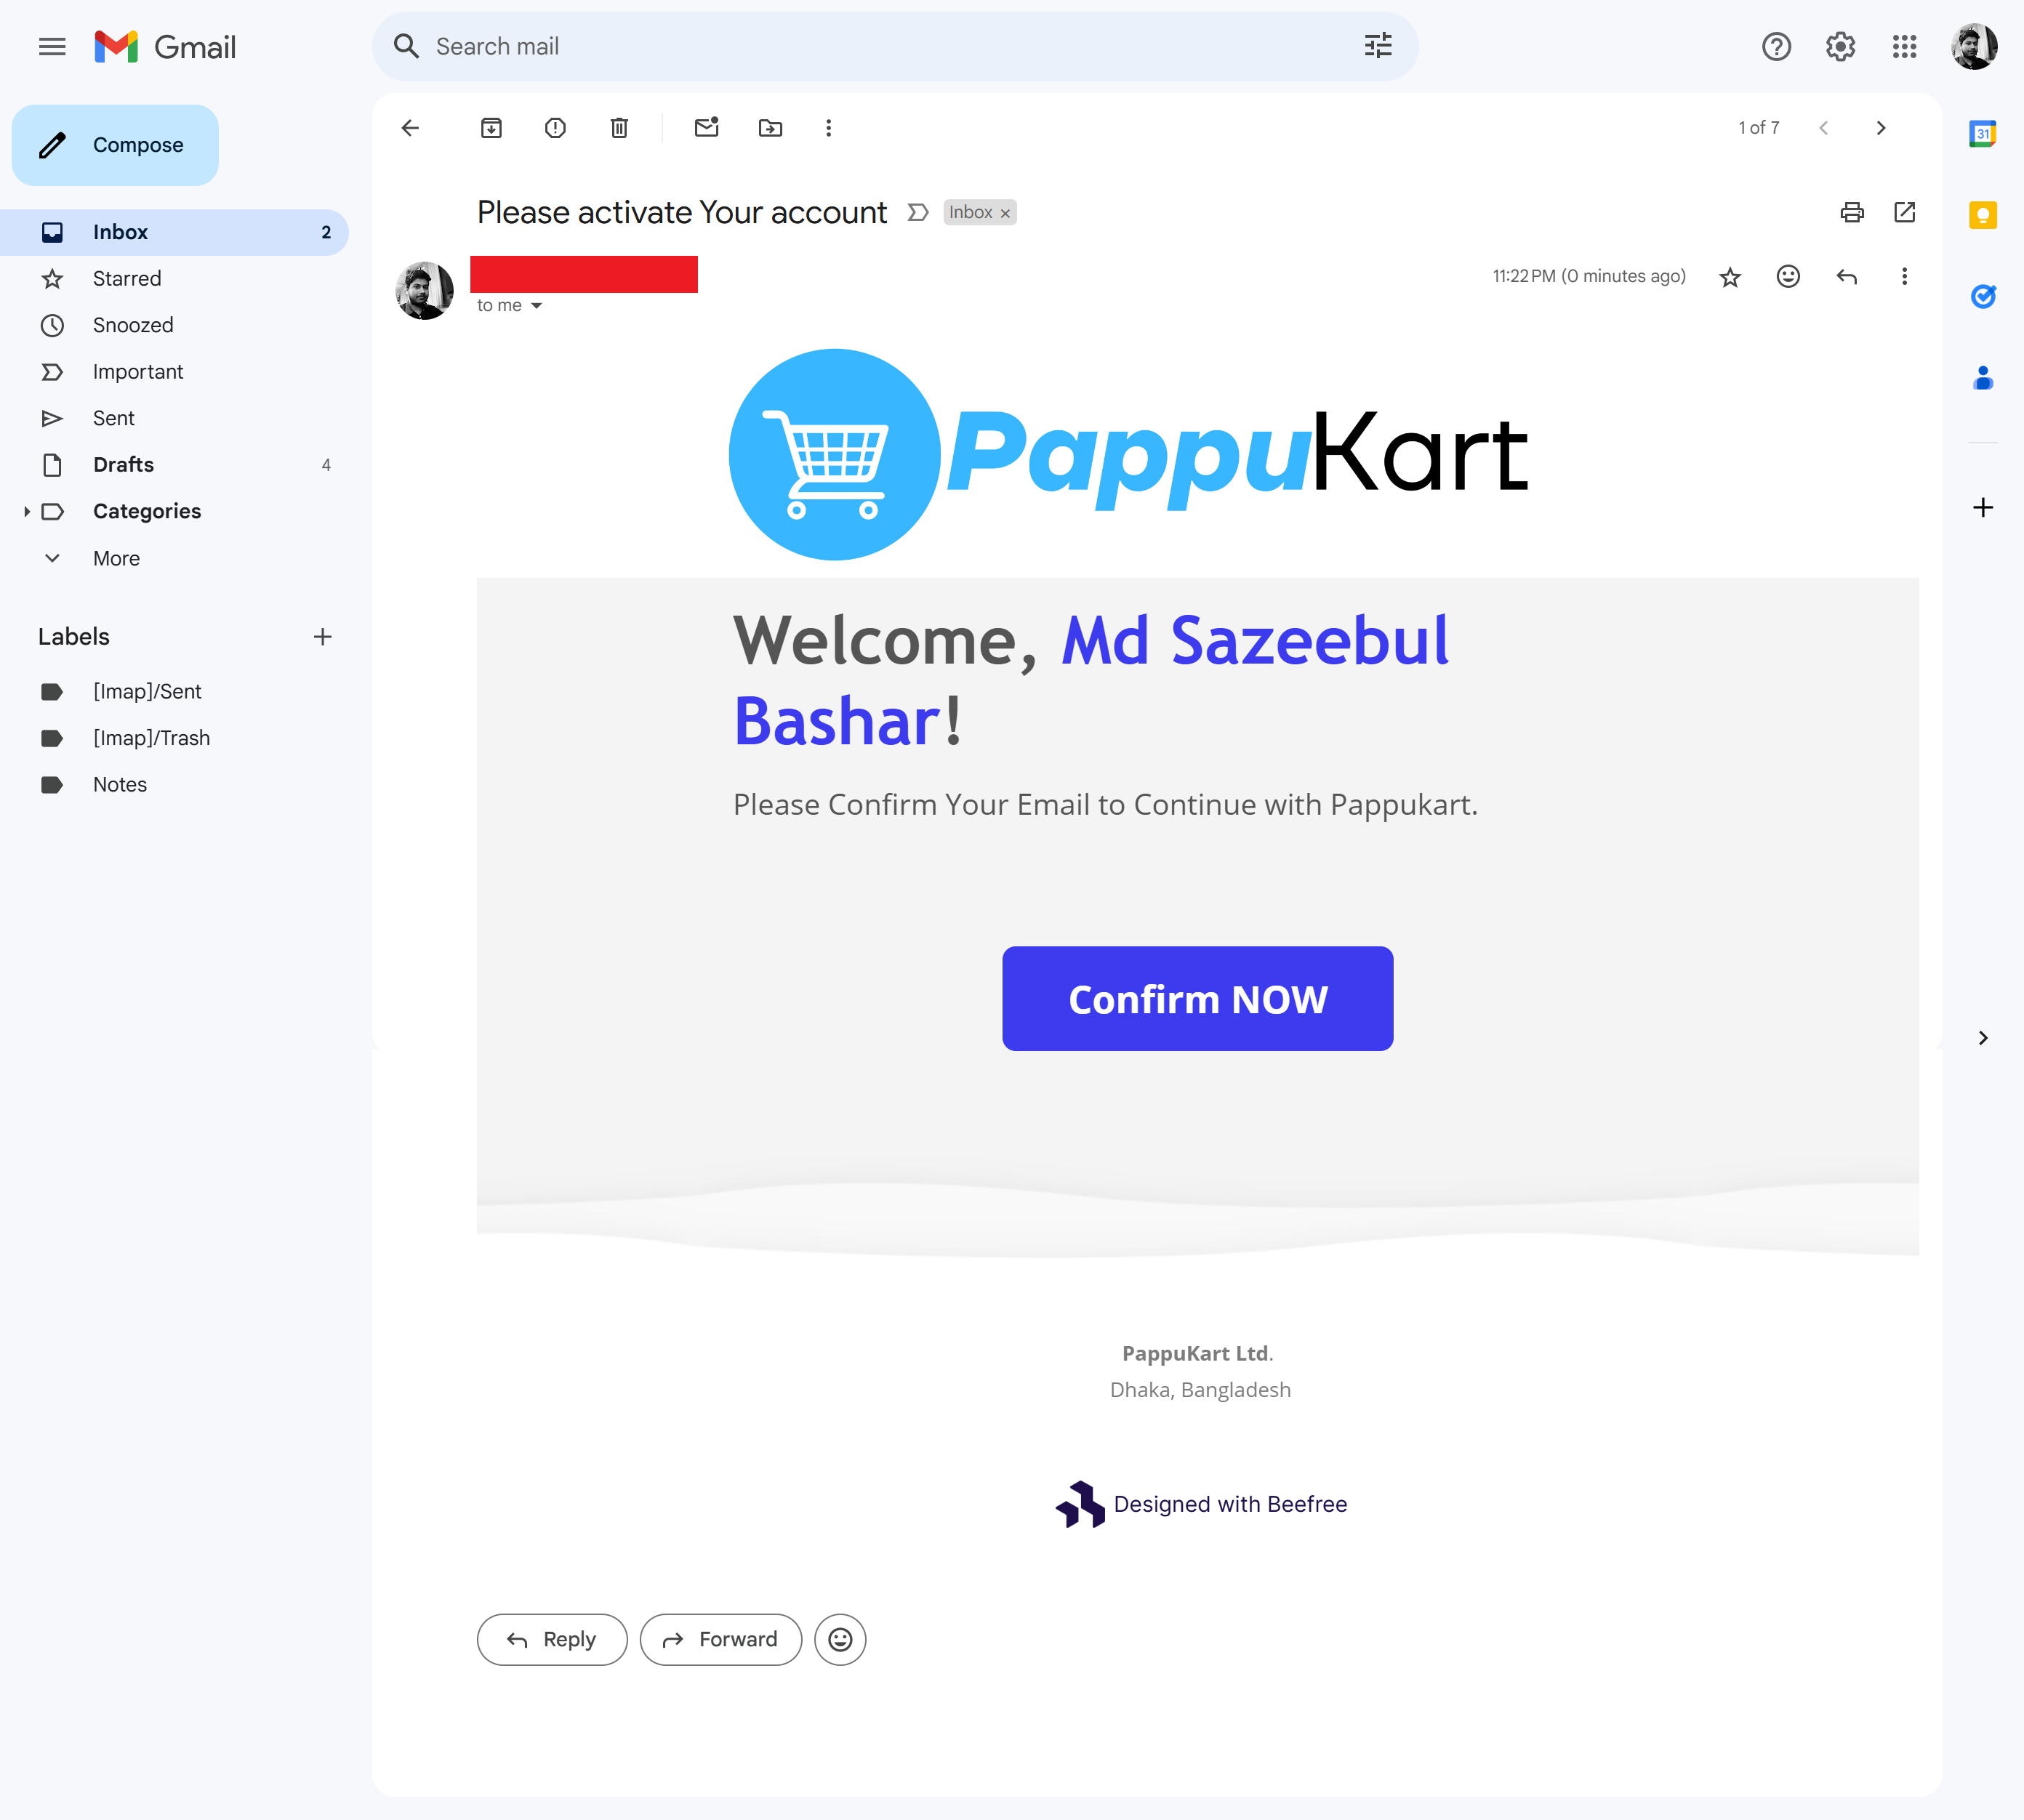 Gmail
Search mail
Compose
Inbox 2
Starred
Snoozed
Important
Sent
Drafts 4
Categories
More
Labels
[Imap]/Sent
[Imap]/Trash
Notes
1 of 7
Please activate Your account Inbox ×
11:22 PM (0 minutes ago)
to me
PappuKart
Welcome, Md Sazeebul
Bashar!
Please Confirm Your Email to Continue with Pappukart.
Confirm NOW
PappuKart Ltd.
Dhaka, Bangladesh
Designed with Beefree
Reply Forward
31